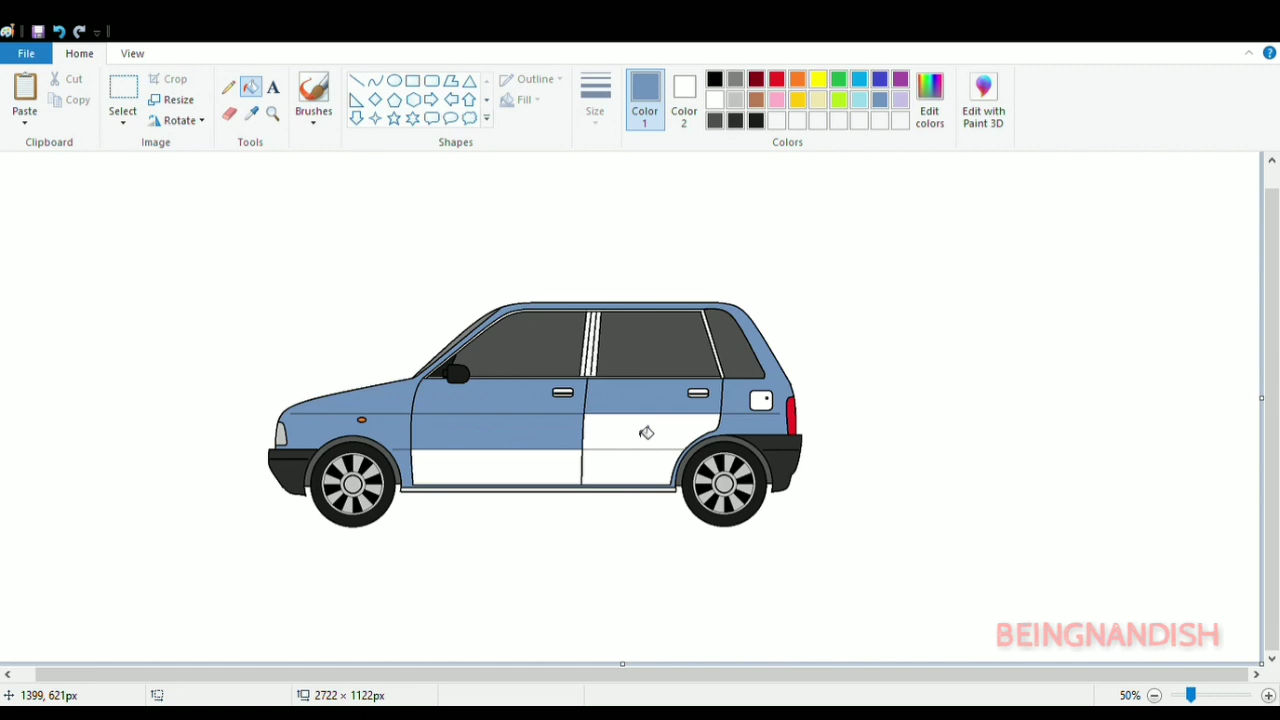 File Home View
Paste
Cut
Copy
Clipboard
Select
Crop
Resize
Rotate
Image
Tools
Brushes
Shapes
Outline
Fill
Size
Color 1
Color 2
Edit colors
Colors
Edit with Paint 3D
BEINGNANDISH
1399, 621px
2722 × 1122px
50%